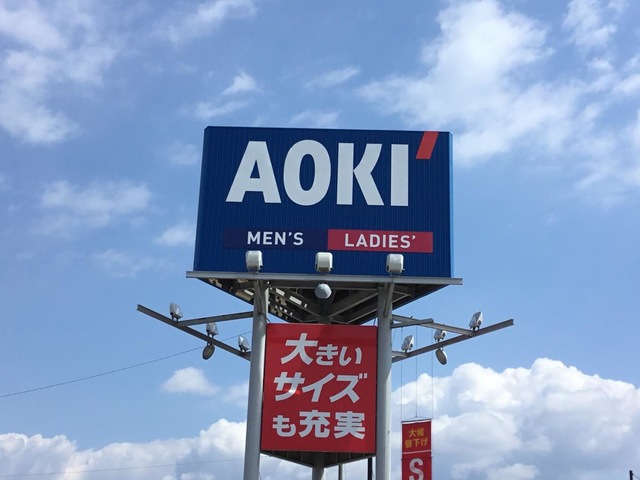 AOKI'
MEN'S LADIES'
大きい
サイズ
も充実
大幅
値下げ
S